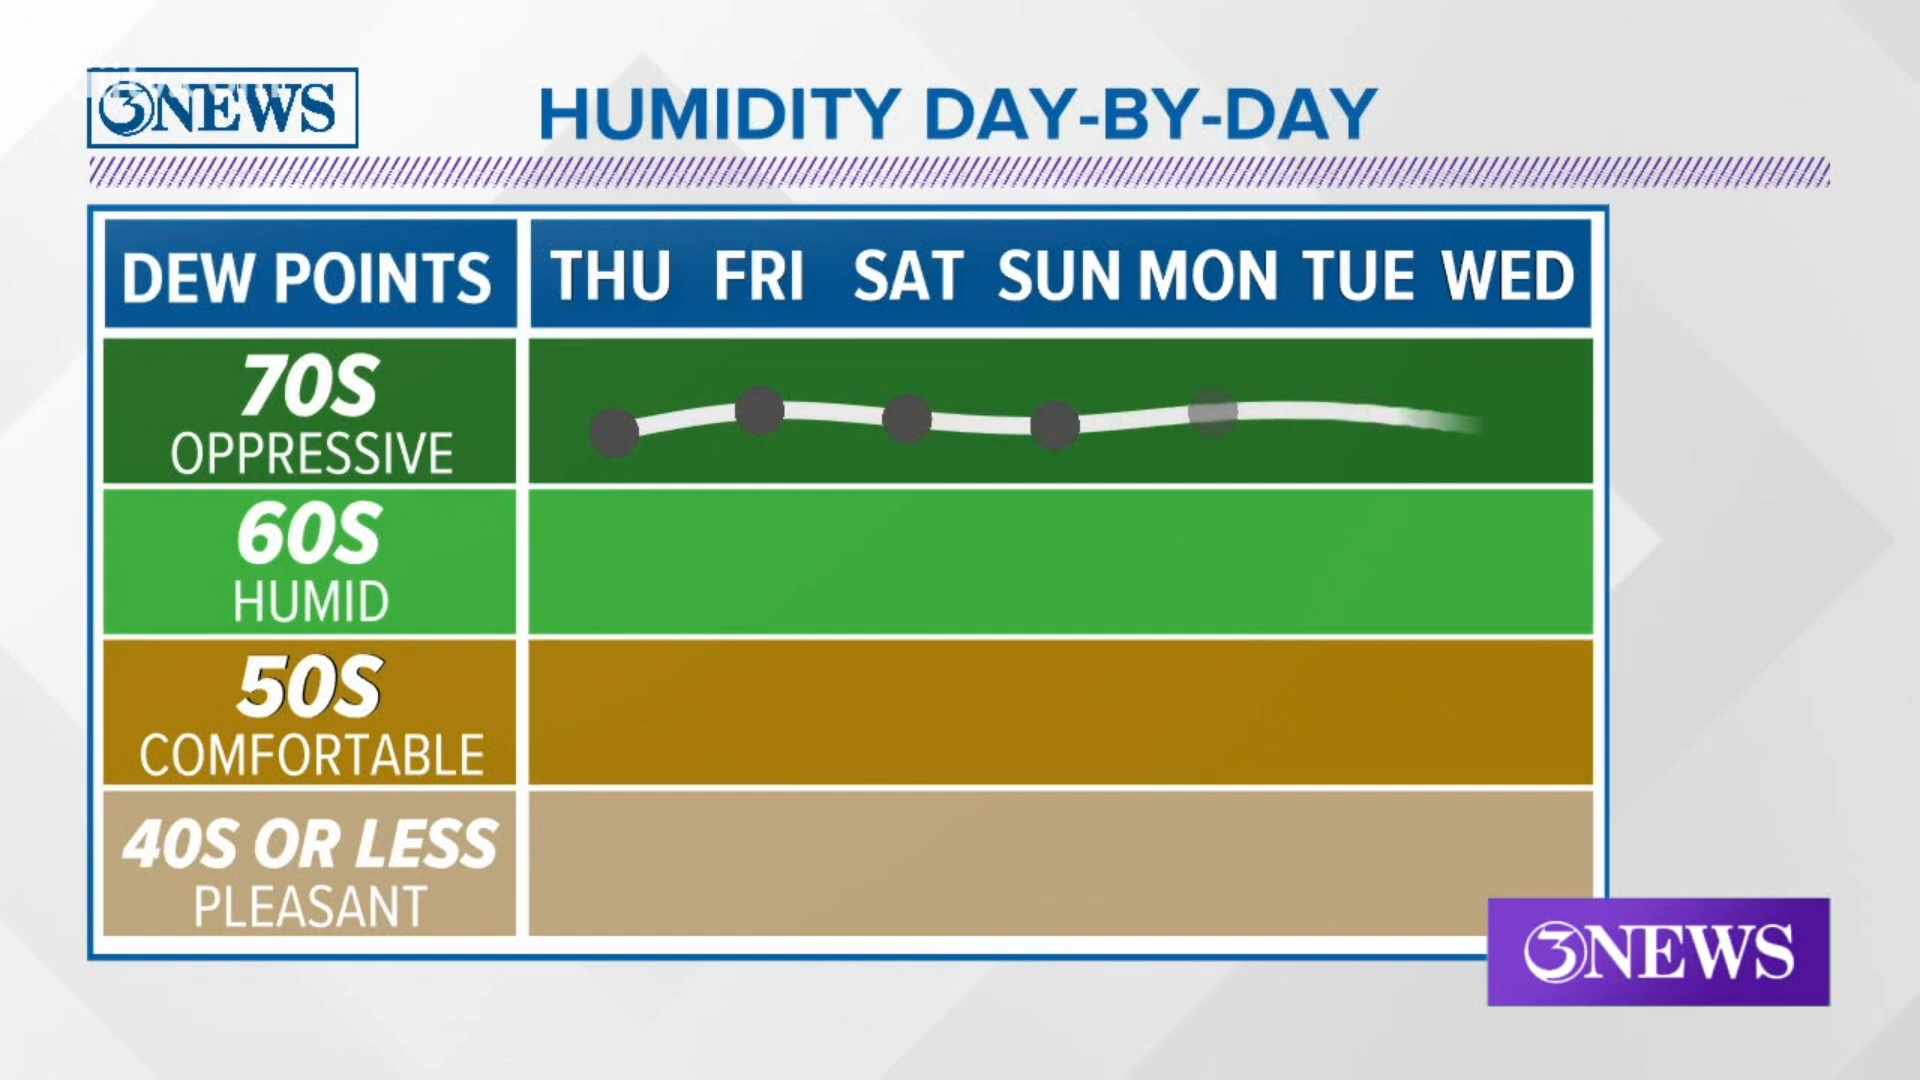 3NEWS
HUMIDITY DAY-BY-DAY
DEW POINTS THU FRI SAT SUN MON TUE WED
70S
OPPRESSIVE
60S
HUMID
50S
COMFORTABLE
40S OR LESS
PLEASANT
3NEWS